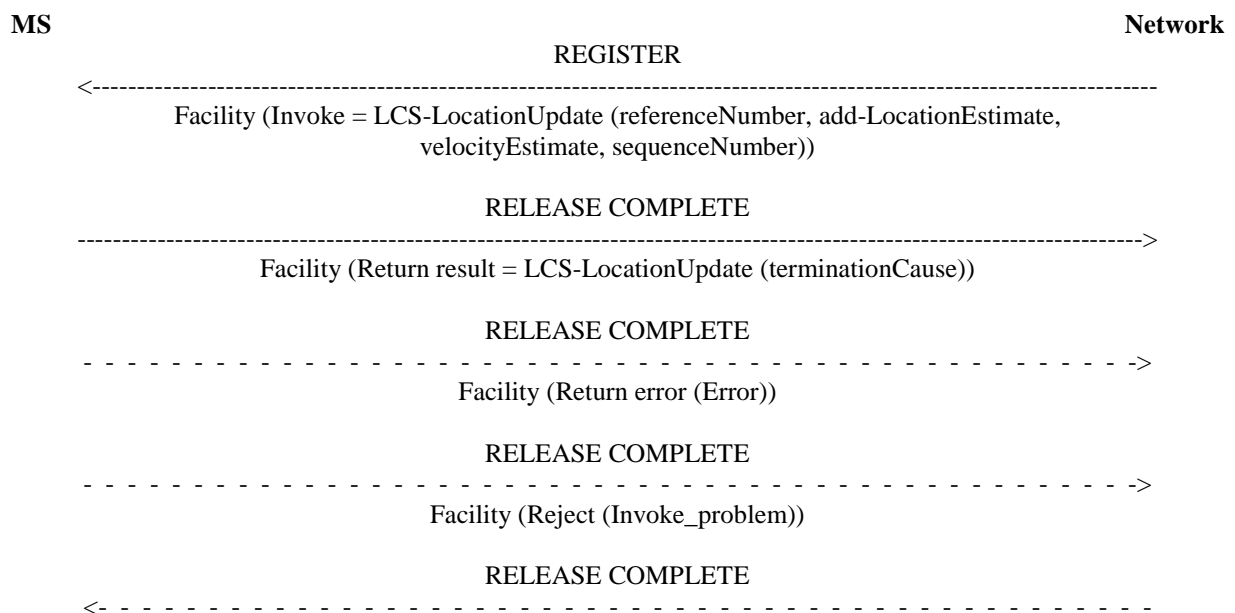 MS Network
REGISTER
<------------------------------------------------------------------------------------------------------------------------
Facility (Invoke = LCS-LocationUpdate (referenceNumber, add-LocationEstimate,
velocityEstimate, sequenceNumber))
RELEASE COMPLETE
------------------------------------------------------------------------------------------------------------------------>
Facility (Return result = LCS-LocationUpdate (terminationCause))
RELEASE COMPLETE
- - - - - - - - - - - - - - - - - - - - - - - - - - - - - - - - - - - - - - - - - - - - - - - - ->
Facility (Return error (Error))
RELEASE COMPLETE
- - - - - - - - - - - - - - - - - - - - - - - - - - - - - - - - - - - - - - - - - - - - - - - - ->
Facility (Reject (Invoke_problem))
RELEASE COMPLETE
<- - - - - - - - - - - - - - - - - - - - - - - - - - - - - - - - - - - - - - - - - - - - - - - - -